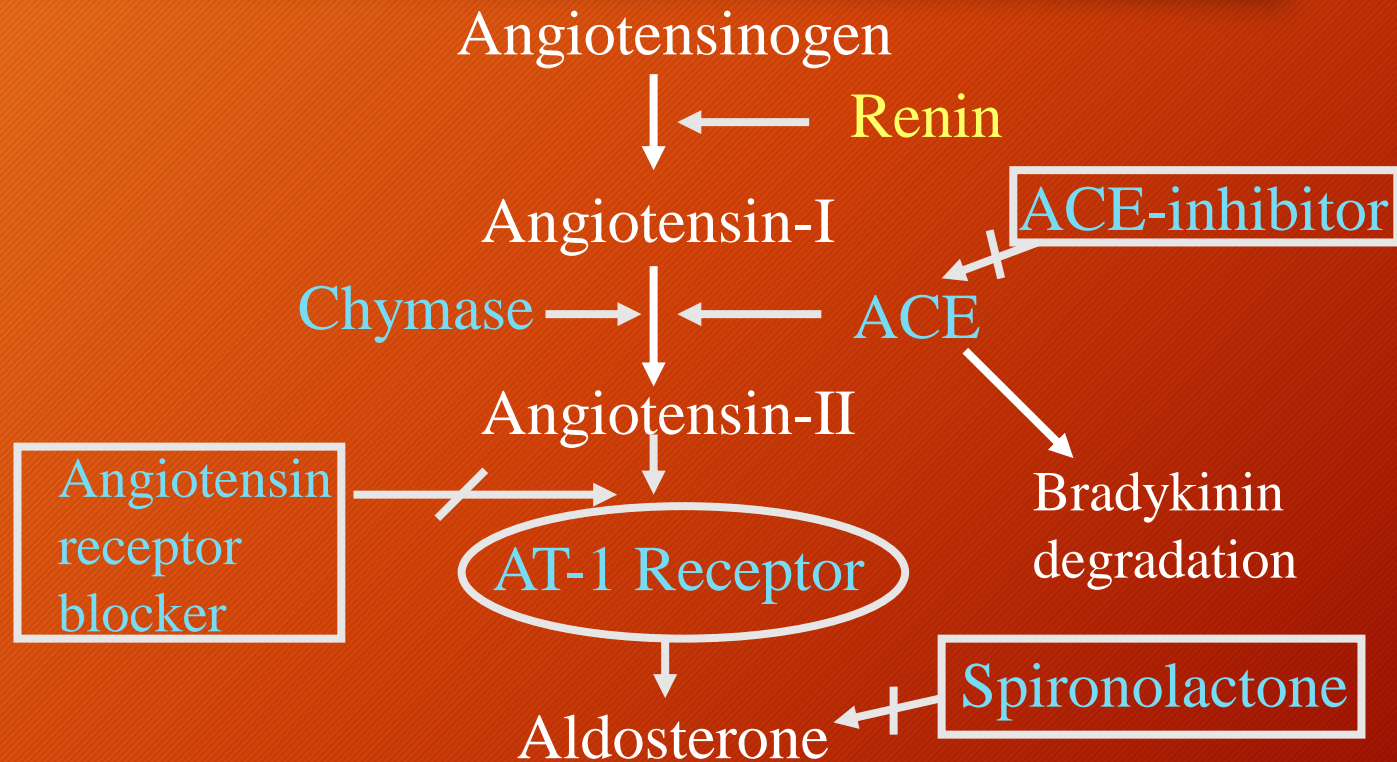 Angiotensinogen
Renin
Angiotensin-I
ACE-inhibitor
Chymase
ACE
Angiotensin-II
Angiotensin
receptor
blocker
AT-1 Receptor
Bradykinin
degradation
Spironolactone
Aldosterone